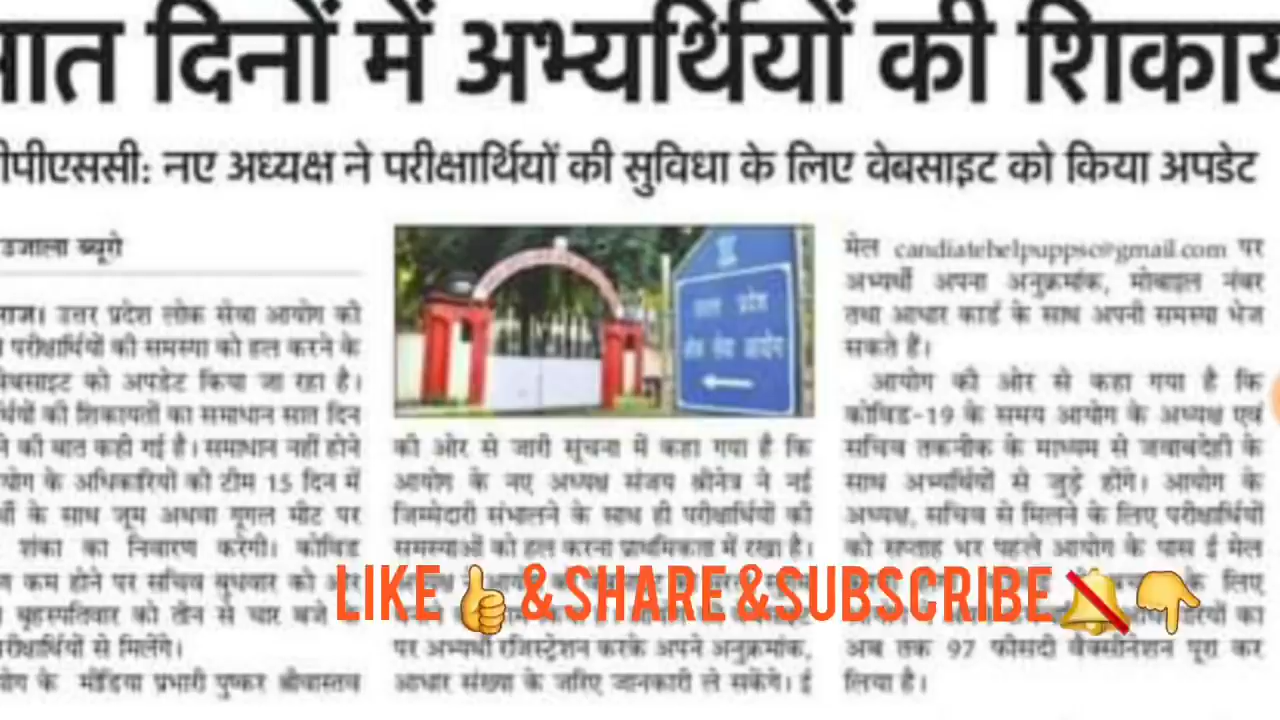 सात दिनों में अभ्यर्थियों की शिकाय
पीपीएससी: नए अध्यक्ष ने परीक्षार्थियों की सुविधा के लिए वेबसाइट को किया अपडेट
उजाला ब्यूरो
राज। उत्तर प्रदेश लोक सेवा आयोग की
परीक्षार्थियों की समस्या को हल करने के
वेबसाइट को अपडेट किया जा रहा है।
र्थियों की शिकायतों का समाधान सात दिन
की बात कही गई है। समाधान नहीं होने
योग के अधिकारियों की टीम 15 दिन में
र्थी के साथ जूम अथवा गूगल मीट पर
शंका का निवारण करेगी। कोविड
कम होने पर सचिव बुधवार को और
बृहस्पतिवार को तीन से चार बजे
परीक्षार्थियों से मिलेंगे।
योग के मीडिया प्रभारी पुष्कर श्रीवास्तव
उत्तर प्रदेश
लोक सेवा आयोग
की ओर से जारी सूचना में कहा गया है कि
आयोग के नए अध्यक्ष संजय श्रीनेत्र ने नई
जिम्मेदारी संभालने के साथ ही परीक्षार्थियों की
समस्याओं को हल करना प्राथमिकता में रखा है।
पर अभ्यर्थी रजिस्ट्रेशन करके अपने अनुक्रमांक,
आधार संख्या के जरिए जानकारी ले सकेंगे। ई
मेल candiatehelpuppsc@gmail.com पर
अभ्यर्थी अपना अनुक्रमांक, मोबाइल नंबर
तथा आधार कार्ड के साथ अपनी समस्या भेज
सकते हैं।
आयोग की ओर से कहा गया है कि
कोविड-19 के समय आयोग के अध्यक्ष एवं
सचिव तकनीक के माध्यम से जवाबदेही के
साथ अभ्यर्थियों से जुड़े होंगे। आयोग के
अध्यक्ष, सचिव से मिलने के लिए परीक्षार्थियों
को सप्ताह भर पहले आयोग के पास ई मेल
के लिए
रियों का
अब तक 97 फीसदी वैक्सीनेशन पूरा कर
लिया है।
LIKE 👍 & SHARE &SUBSCRIBE🔕👇